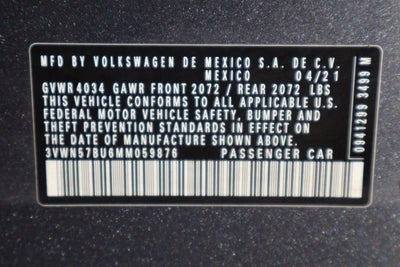 MFD BY VOLKSWAGEN DE MEXICO S.A. DE C.V.
MEXICO 04/21
GVWR 4034 GAWR FRONT 2072 / REAR 2072 LBS
THIS VEHICLE CONFORMS TO ALL APPLICABLE U.S.
FEDERAL MOTOR VEHICLE SAFETY, BUMPER AND
THEFT PREVENTION STANDARDS IN EFFECT ON
THE DATE OF MANUFACTURE SHOWN ABOVE.
3VWN57BU6MM059876 PASSENGER CAR
0941299 3499 M